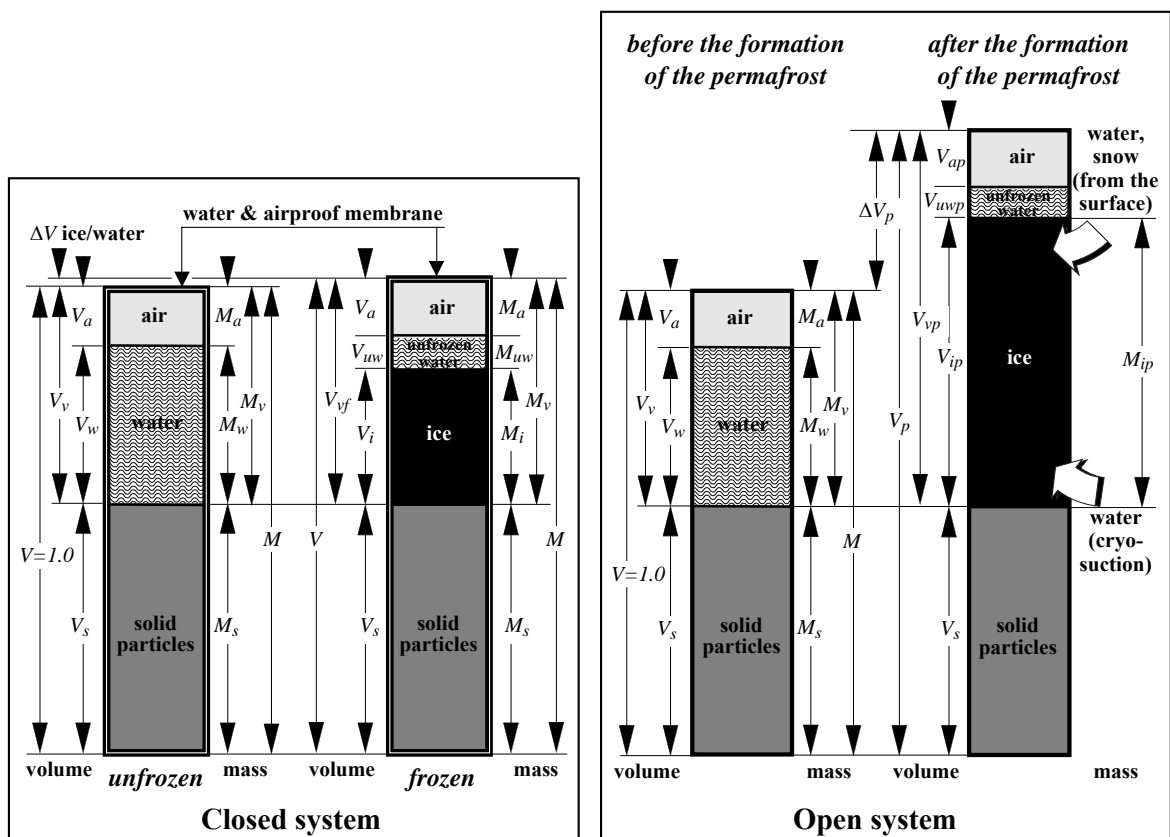 before the formation
of the permafrost
after the formation
of the permafrost
water,
snow
(from the
surface)
V_ap
air
V_uwp
unfrozen
water
ΔV_p
water & airproof membrane
ΔV ice/water
V_a
air
M_a
V_a
air
M_a
V_uw
unfrozen
water
M_uw
V_v
V_w
water
M_w
M_v
V_vf
V_i
ice
M_i
M_v
V_a
air
M_a
V_v
V_w
water
M_w
M_v
V_p
V_vp
V_ip
ice
M_ip
water
(cryo-
suction)
V=1.0
V_s
solid
particles
M_s
M
V
V_s
solid
particles
M_s
M
V=1.0
V_s
solid
particles
M_s
M
V_s
solid
particles
volume
unfrozen
mass
volume
frozen
mass
volume
mass
volume
mass
Closed system
Open system